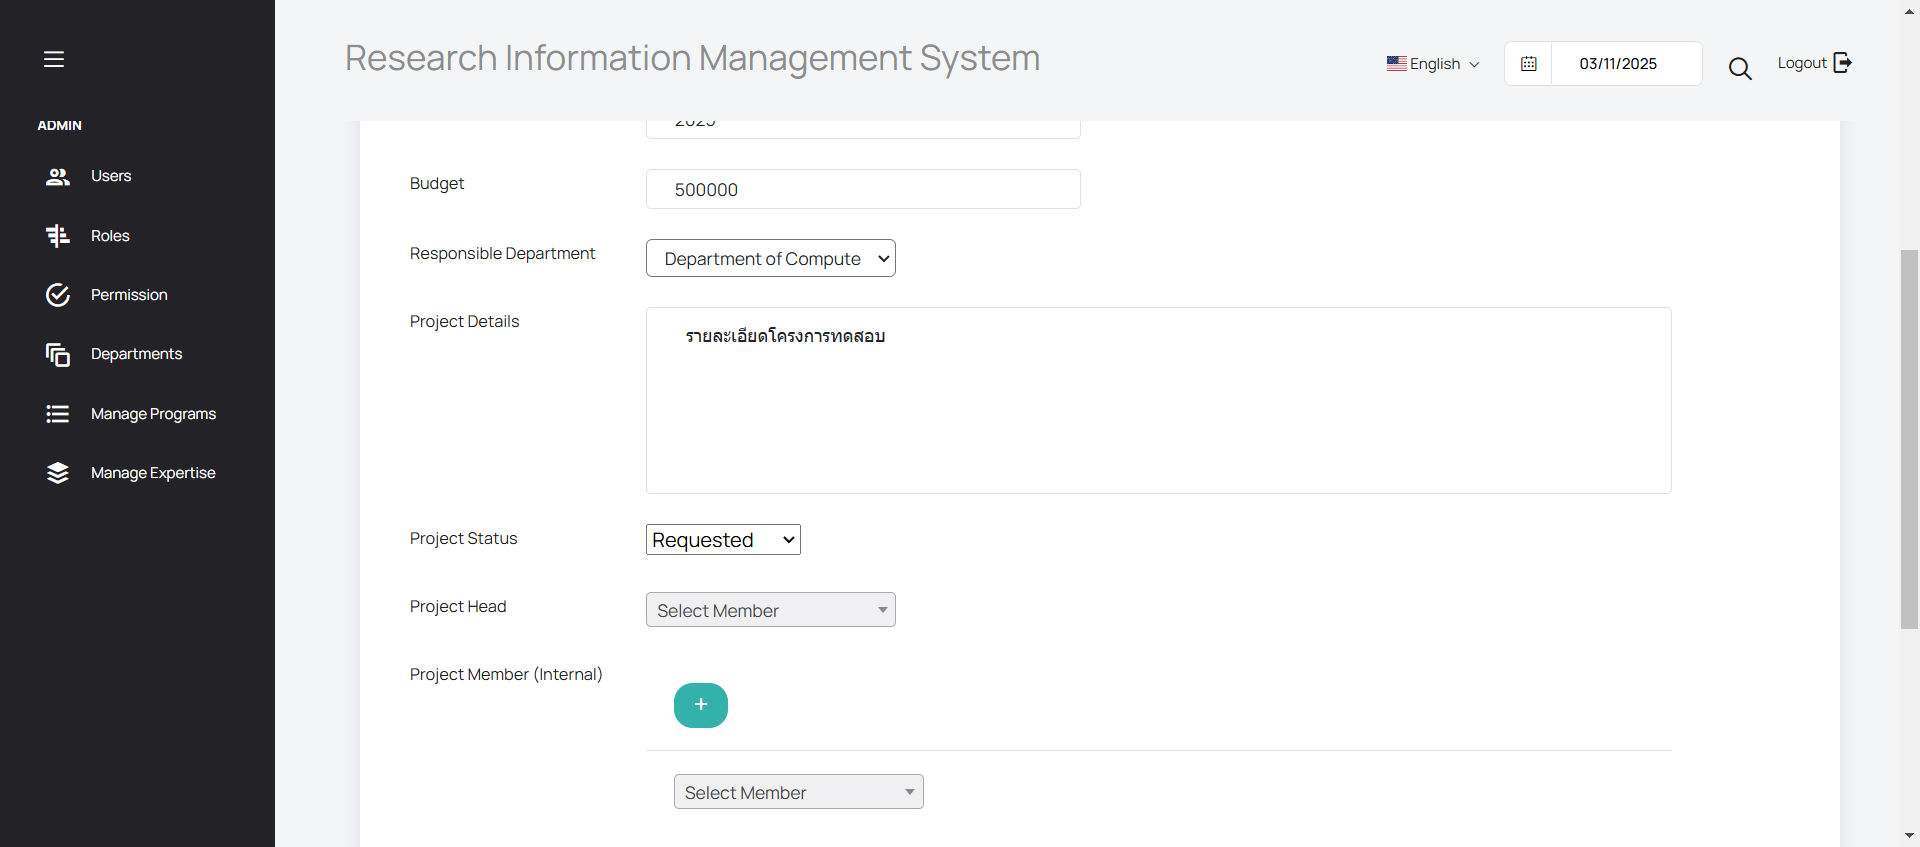 Research Information Management System
English
03/11/2025
Logout
ADMIN
Users
Roles
Permission
Departments
Manage Programs
Manage Expertise
2025
Budget
500000
Responsible Department
Department of Compute
Project Details
รายละเอียดโครงการทดสอบ
Project Status
Requested
Project Head
Select Member
Project Member (Internal)
+
Select Member